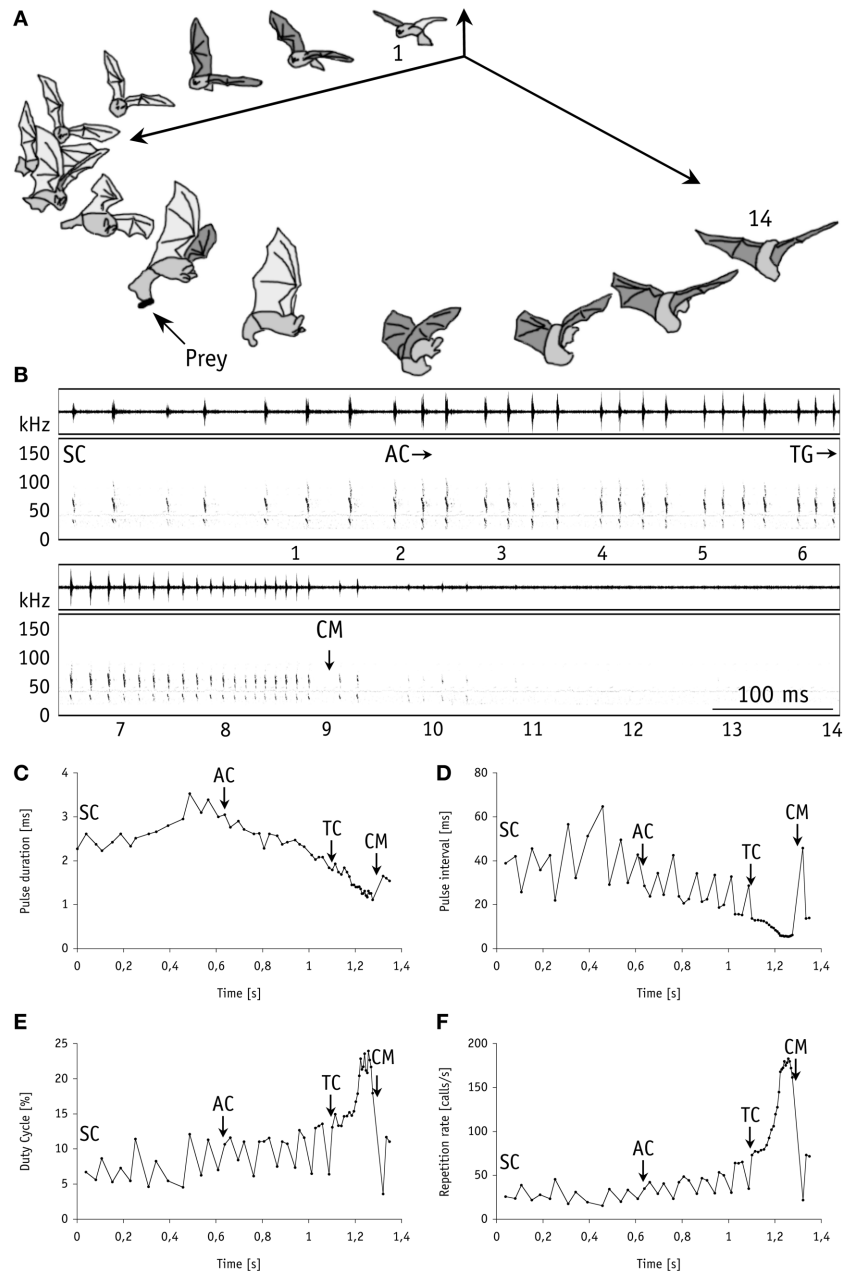 A
1
14
Prey
B
kHz
150
100
50
0
SC
AC
TG
1 2 3 4 5 6
kHz
150
100
50
0
CM
100 ms
7 8 9 10 11 12 13 14
C
Pulse duration [ms]
4
3
2
1
0
SC
AC
TC
CM
0 0,2 0,4 0,6 0,8 1 1,2 1,4
Time [s]
D
Pulse interval [ms]
80
60
40
20
0
SC
AC
TC
CM
0 0,2 0,4 0,6 0,8 1 1,2 1,4
Time [s]
E
Duty Cycle [%]
25
20
15
10
5
0
SC
AC
TC
CM
0 0,2 0,4 0,6 0,8 1 1,2 1,4
Time [s]
F
Repetition rate [calls/s]
200
150
100
50
0
SC
AC
TC
CM
0 0,2 0,4 0,6 0,8 1 1,2 1,4
Time [s]